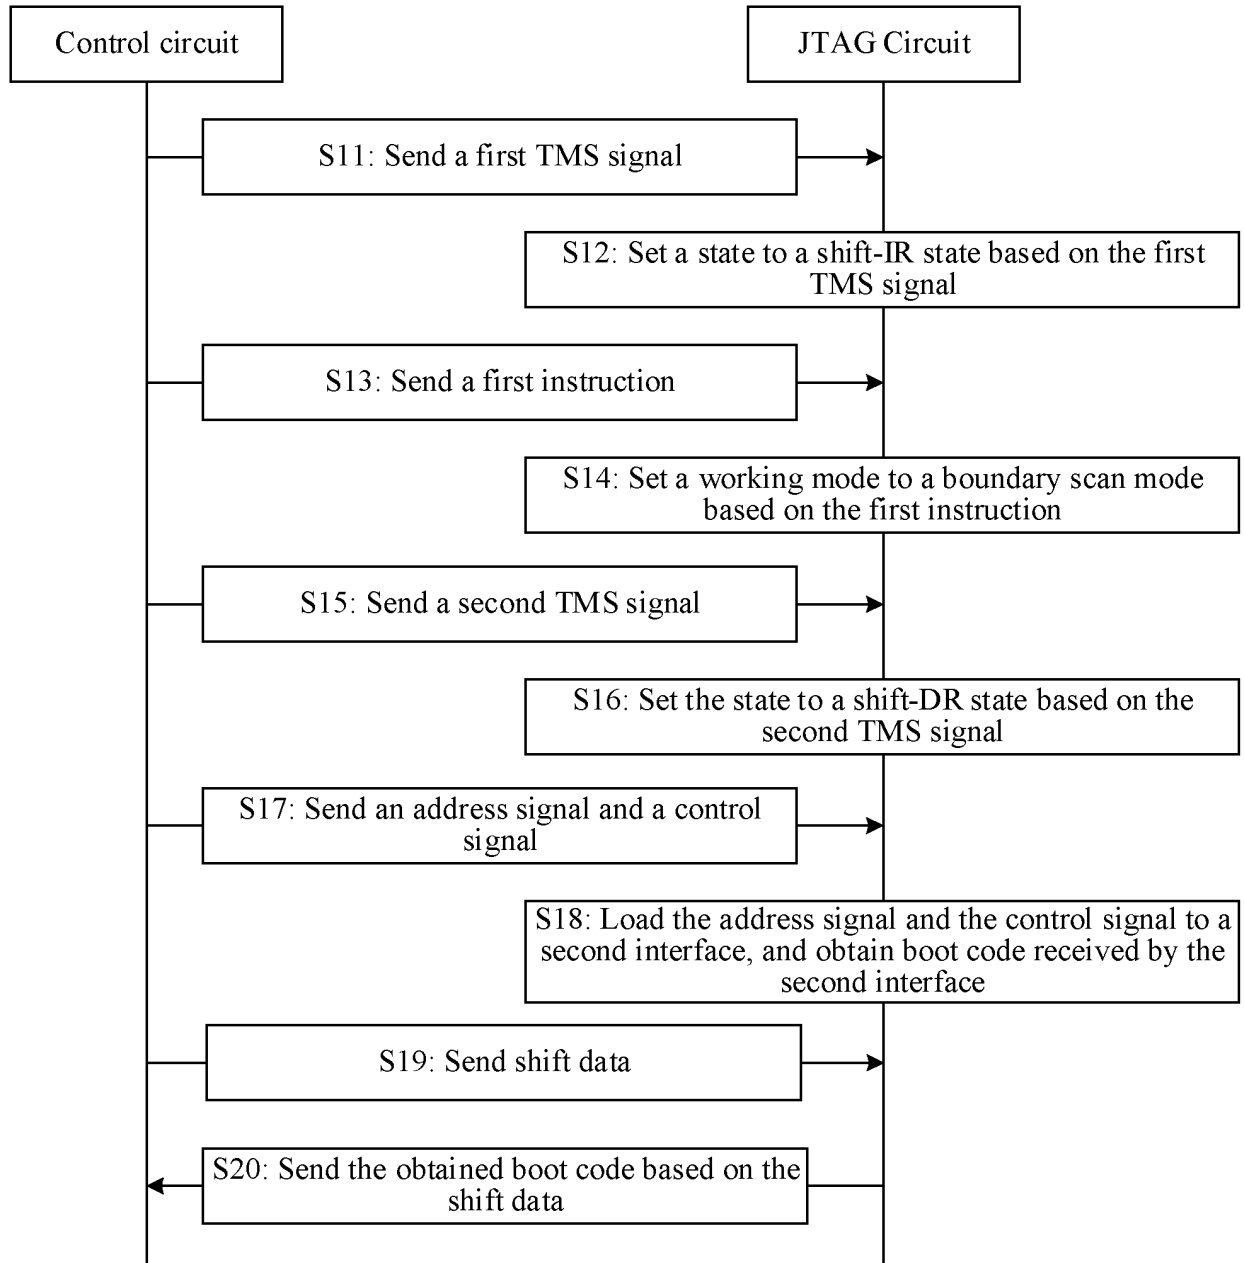 Control circuit
JTAG Circuit
S11: Send a first TMS signal
S12: Set a state to a shift-IR state based on the first
TMS signal
S13: Send a first instruction
S14: Set a working mode to a boundary scan mode
based on the first instruction
S15: Send a second TMS signal
S16: Set the state to a shift-DR state based on the
second TMS signal
S17: Send an address signal and a control
signal
S18: Load the address signal and the control signal to a
second interface, and obtain boot code received by the
second interface
S19: Send shift data
S20: Send the obtained boot code based on the
shift data